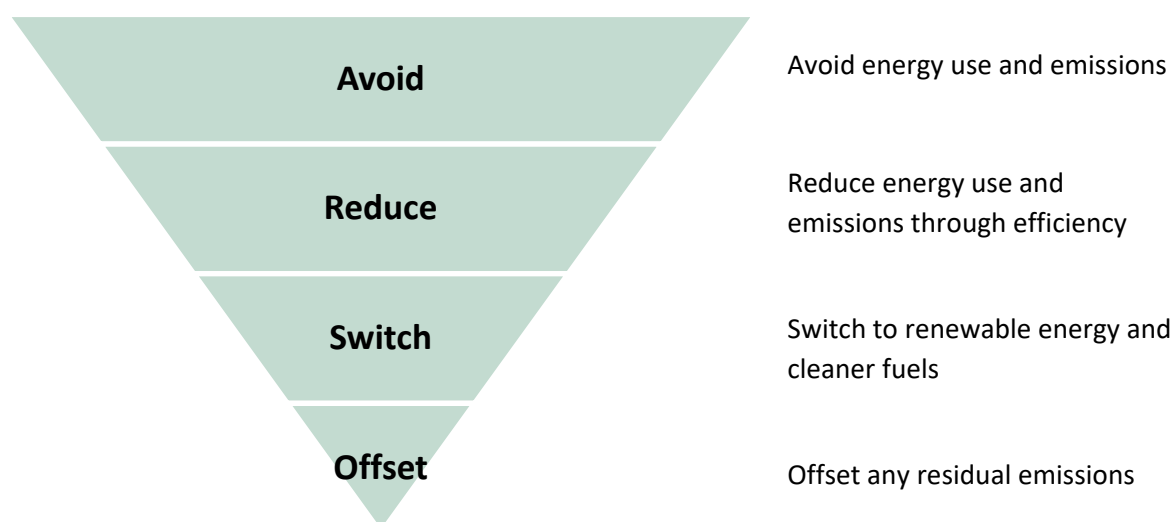 Avoid
Avoid energy use and emissions
Reduce
Reduce energy use and
emissions through efficiency
Switch
Switch to renewable energy and
cleaner fuels
Offset
Offset any residual emissions